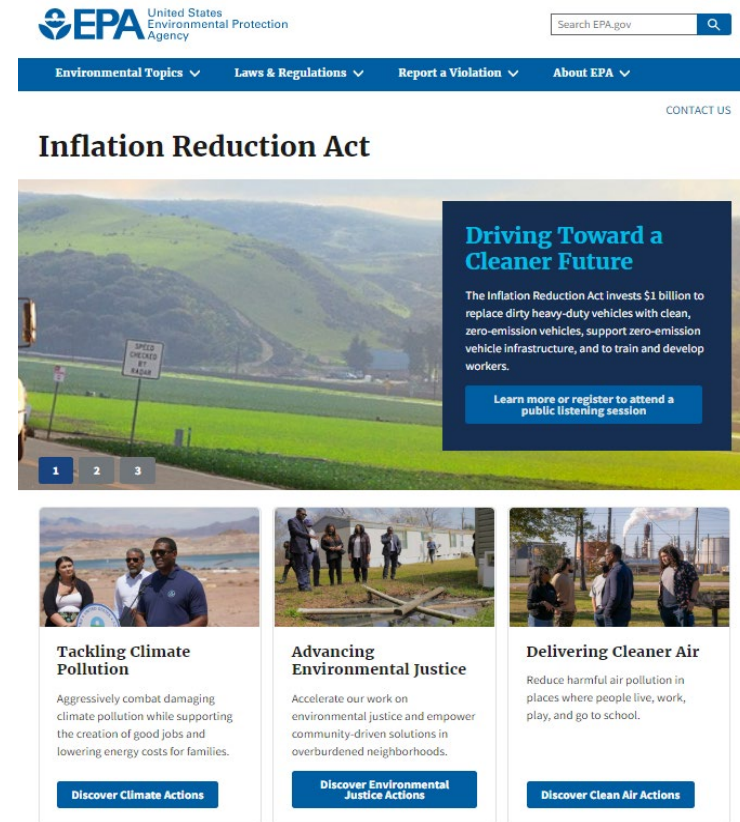 EPA
United States
Environmental Protection
Agency
Search EPA.gov
Environmental Topics
Laws & Regulations
Report a Violation
About EPA
CONTACT US
Inflation Reduction Act
Driving Toward a
Cleaner Future
The Inflation Reduction Act invests $1 billion to
replace dirty heavy-duty vehicles with clean,
zero-emission vehicles, support zero-emission
vehicle infrastructure, and to train and develop
workers.
Learn more or register to attend a
public listening session
SPEED
CHECKED
BY
RADAR
1
2
3
Tackling Climate
Pollution
Aggressively combat damaging
climate pollution while supporting
the creation of good jobs and
lowering energy costs for families.
Discover Climate Actions
Advancing
Environmental Justice
Accelerate our work on
environmental justice and empower
community-driven solutions in
overburdened neighborhoods.
Discover Environmental
Justice Actions
Delivering Cleaner Air
Reduce harmful air pollution in
places where people live, work,
play, and go to school.
Discover Clean Air Actions